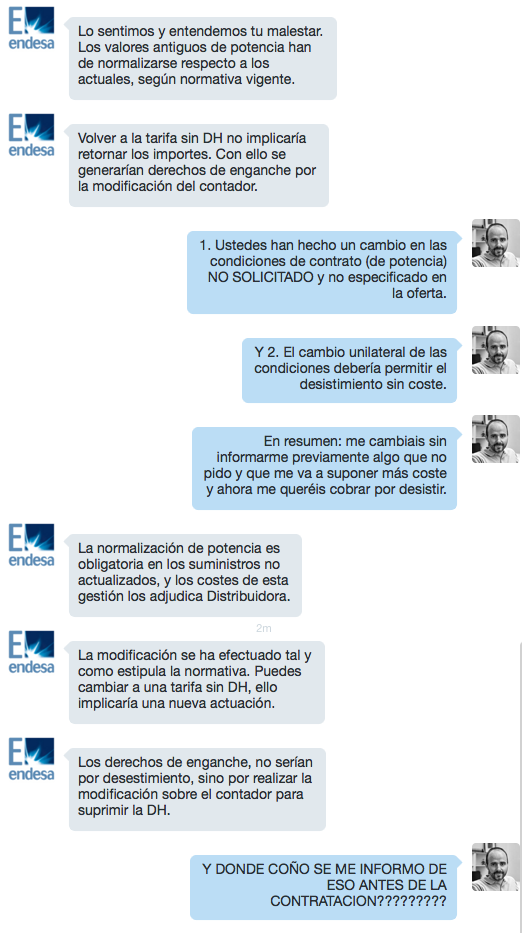 endesa
Lo sentimos y entendemos tu malestar.
Los valores antiguos de potencia han
de normalizarse respecto a los
actuales, según normativa vigente.
endesa
Volver a la tarifa sin DH no implicaría
retornar los importes. Con ello se
generarían derechos de enganche por
la modificación del contador.
1. Ustedes han hecho un cambio en las
condiciones de contrato (de potencia)
NO SOLICITADO y no especificado en
la oferta.
Y 2. El cambio unilateral de las
condiciones debería permitir el
desistimiento sin coste.
En resumen: me cambiais sin
informarme previamente algo que no
pido y que me va a suponer más coste
y ahora me queréis cobrar por desistir.
endesa
La normalización de potencia es
obligatoria en los suministros no
actualizados, y los costes de esta
gestión los adjudica Distribuidora.
2m
endesa
La modificación se ha efectuado tal y
como estipula la normativa. Puedes
cambiar a una tarifa sin DH, ello
implicaría una nueva actuación.
endesa
Los derechos de enganche, no serían
por desestimiento, sino por realizar la
modificación sobre el contador para
suprimir la DH.
Y DONDE COÑO SE ME INFORMO DE
ESO ANTES DE LA
CONTRATACION?????????